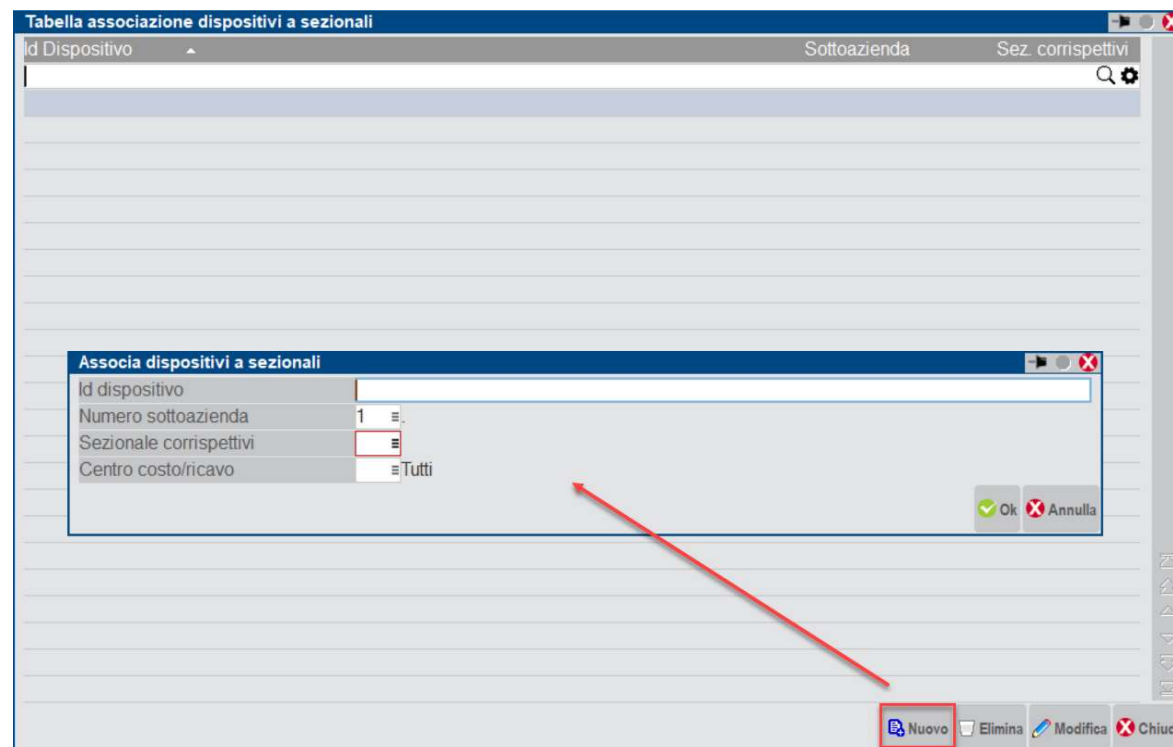 Tabella associazione dispositivi a sezionali
Id Dispositivo Sottoazienda Sez. corrispettivi
Associa dispositivi a sezionali
Id dispositivo
Numero sottoazienda 1 .
Sezionale corrispettivi
Centro costo/ricavo Tutti
Ok Annulla
Nuovo Elimina Modifica Chiud